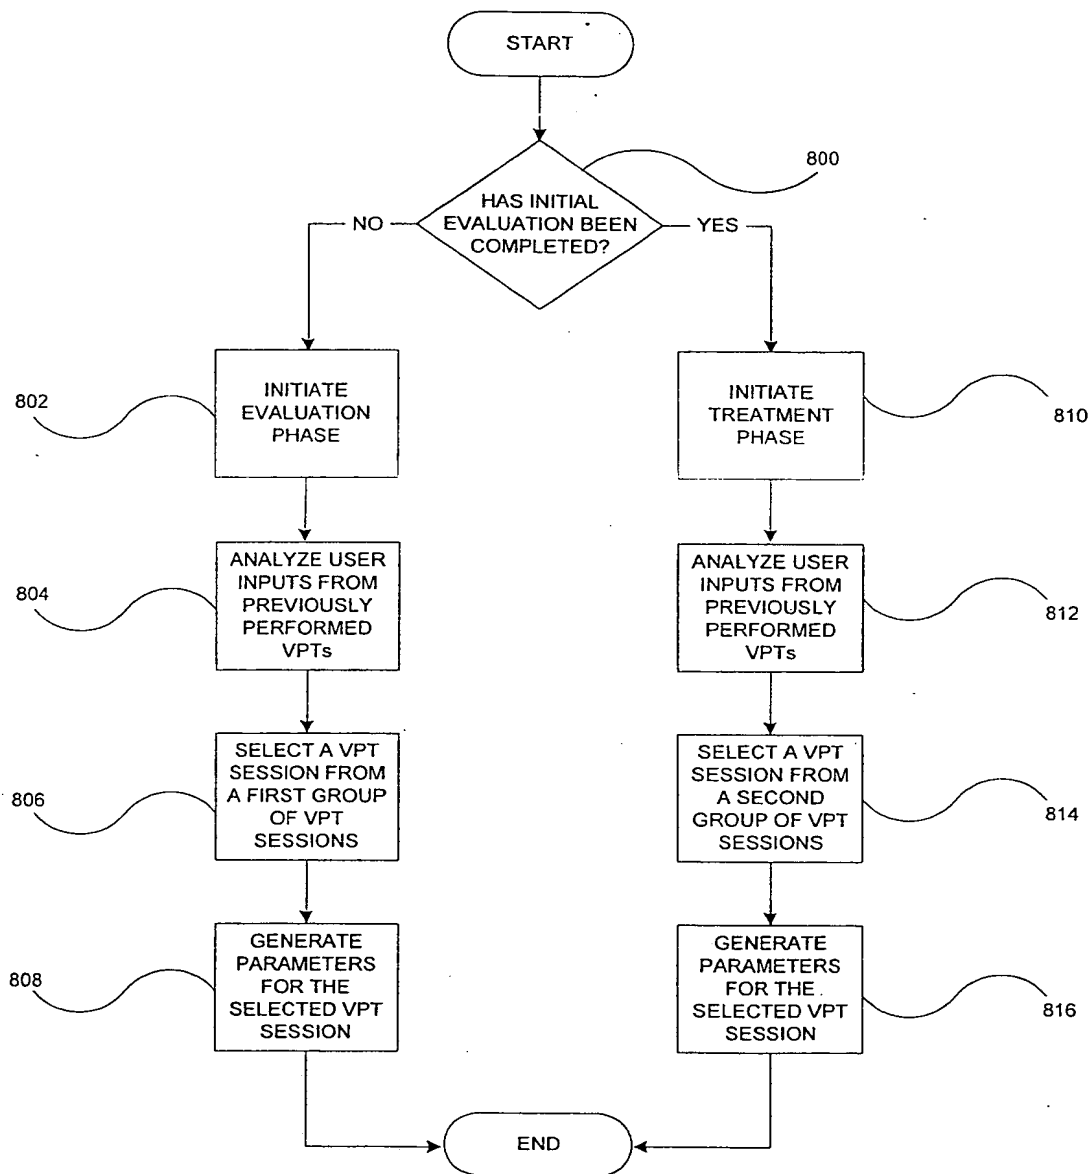 START
800
HAS INITIAL
EVALUATION BEEN
COMPLETED?
NO
YES
802
INITIATE
EVALUATION
PHASE
INITIATE
TREATMENT
PHASE
810
804
ANALYZE USER
INPUTS FROM
PREVIOUSLY
PERFORMED
VPTs
ANALYZE USER
INPUTS FROM
PREVIOUSLY
PERFORMED
VPTs
812
806
SELECT A VPT
SESSION FROM
A FIRST GROUP
OF VPT
SESSIONS
SELECT A VPT
SESSION FROM
A SECOND
GROUP OF VPT
SESSIONS
814
808
GENERATE
PARAMETERS
FOR THE
SELECTED VPT
SESSION
GENERATE
PARAMETERS
FOR THE
SELECTED VPT
SESSION
816
END